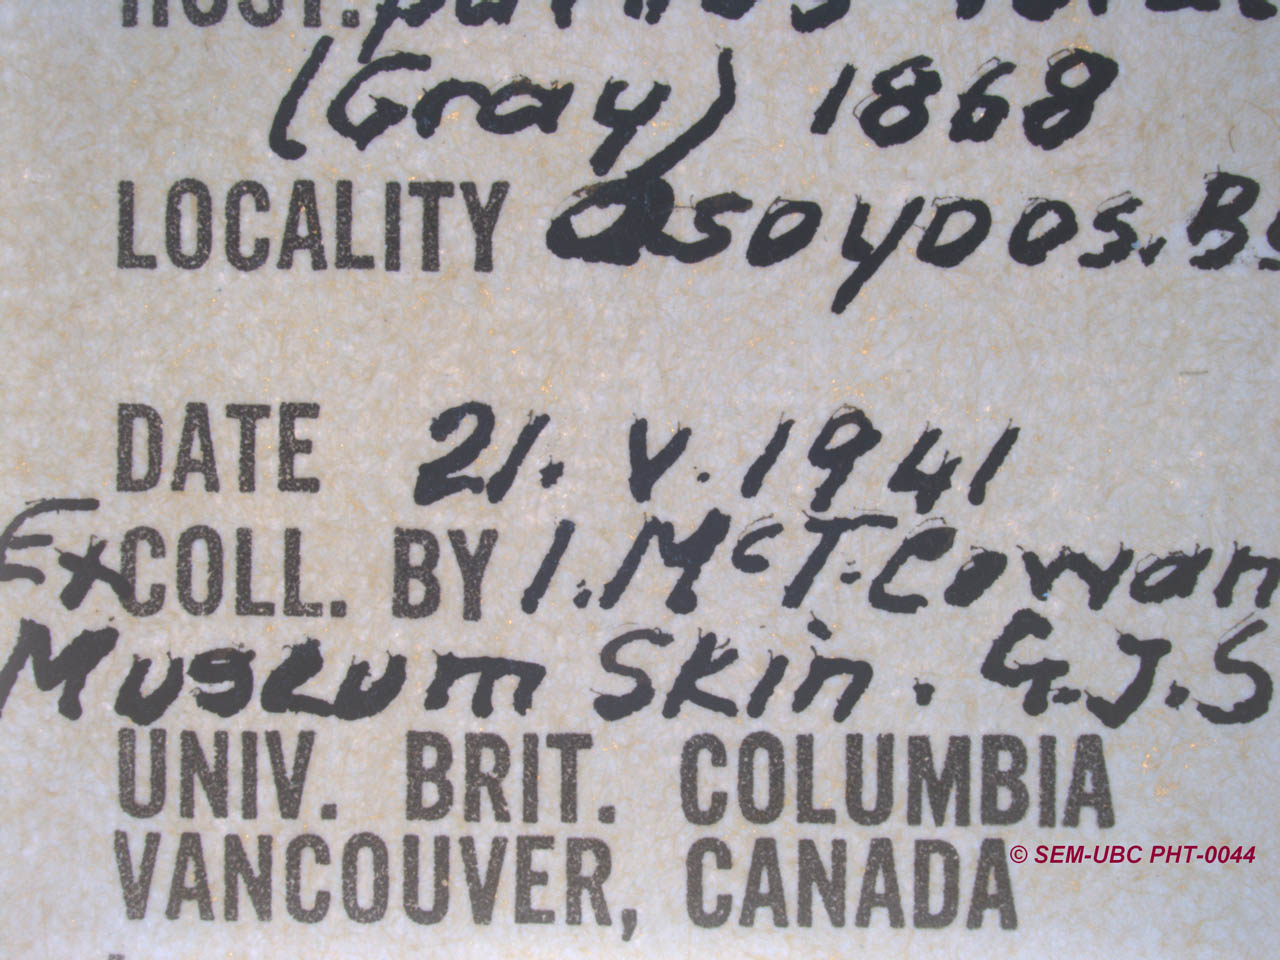 HOST.
(Gray) 1868
LOCALITY Osoyoos. B
DATE 21. V. 1941
Ex COLL. BY I. McT. Cowan
Museum Skin. G.J.S
UNIV. BRIT. COLUMBIA
VANCOUVER, CANADA
© SEM-UBC PHT-0044